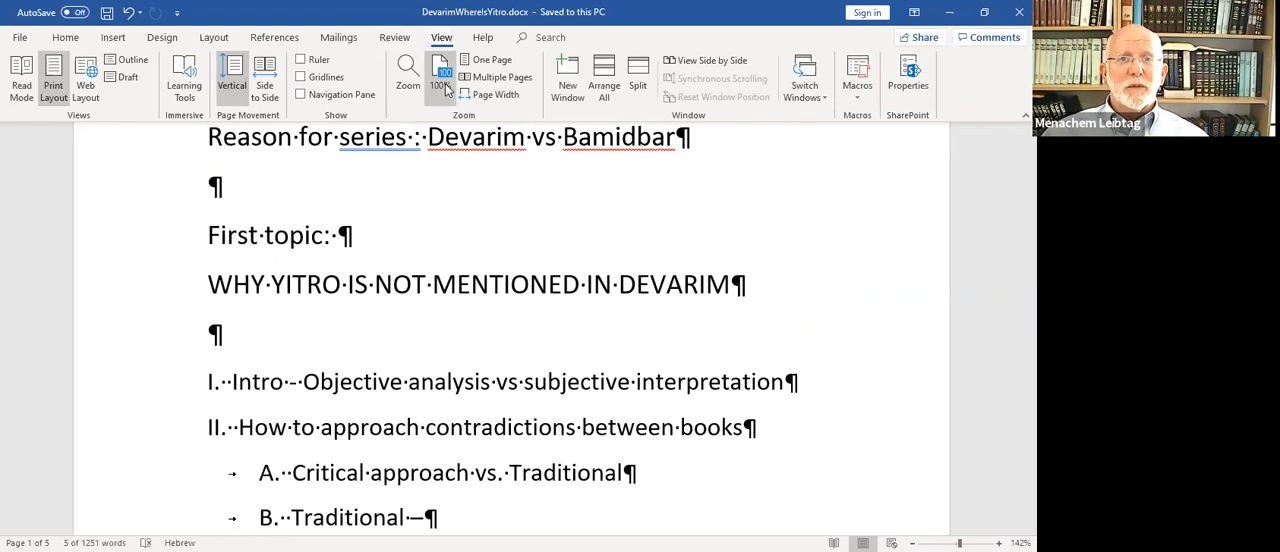 AutoSave Off DevarimWhereIsYitro.docx - Saved to this PC Sign in
File Home Insert Design Layout References Mailings Review View Help Search Share Comments
Read Mode Print Layout Web Layout Outline Draft Learning Tools Vertical Side to Side Ruler Gridlines Navigation Pane Zoom 100 100% One Page Multiple Pages Page Width New Window Arrange All Split View Side by Side Synchronous Scrolling Reset Window Position Switch Windows Macros Properties
Views Immersive Page Movement Show Zoom Window Macros SharePoint
Menachem Leibtag
Reason·for·series·:·Devarim·vs·Bamidbar¶
¶
First·topic:·¶
WHY·YITRO·IS·NOT·MENTIONED·IN·DEVARIM¶
¶
I.··Intro·-·Objective·analysis·vs·subjective·interpretation¶
II.··How·to·approach·contradictions·between·books¶
→ A.··Critical·approach·vs.·Traditional¶
→ B.··Traditional·–¶
Page 1 of 5 5 of 1251 words Hebrew 142%